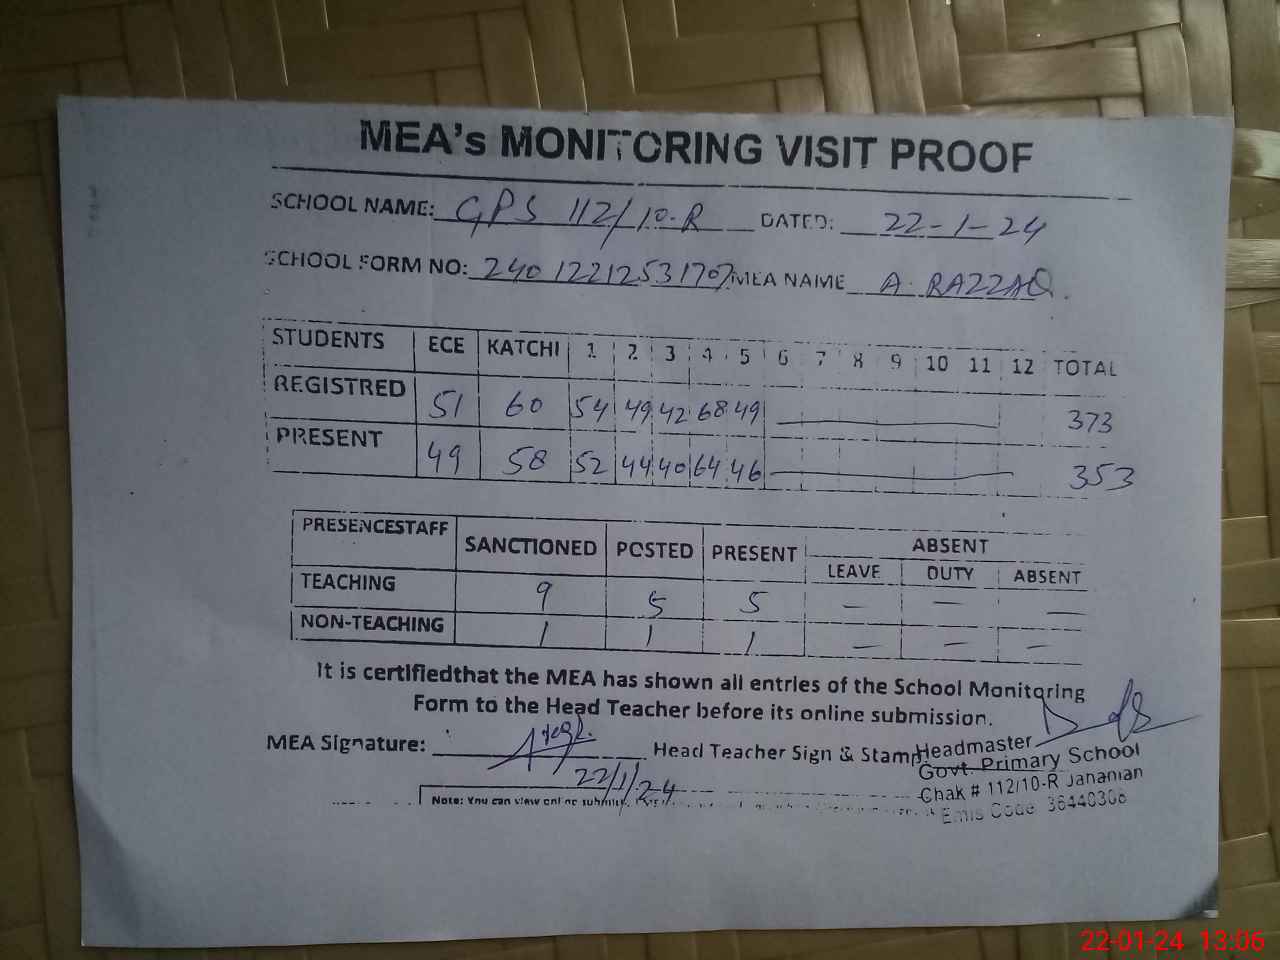 MEA's MONITORING VISIT PROOF
SCHOOL NAME: GPS 112/10-R DATED: 22-1-24
SCHOOL FORM NO: 2401221253170? MEA NAME A. RAZZAQ.
STUDENTS ECE KATCHI 1 2 3 4 5 6 7 8 9 10 11 12 TOTAL
REGISTRED 51 60 54 49 42 68 49 373
PRESENT 49 58 52 44 40 64 46 353
PRESENCESTAFF SANCTIONED POSTED PRESENT ABSENT
LEAVE DUTY ABSENT
TEACHING 9 5 5 — — —
NON-TEACHING 1 1 1 — — —
It is certifiedthat the MEA has shown all entries of the School Monitoring
Form to the Head Teacher before its online submission.
MEA Signature: Head Teacher Sign & Stamp
22/1/24
Headmaster
Govt. Primary School
Chak # 112/10-R Jahanian
Emis Code 36440308
Note: You can view
22-01-24 13:06